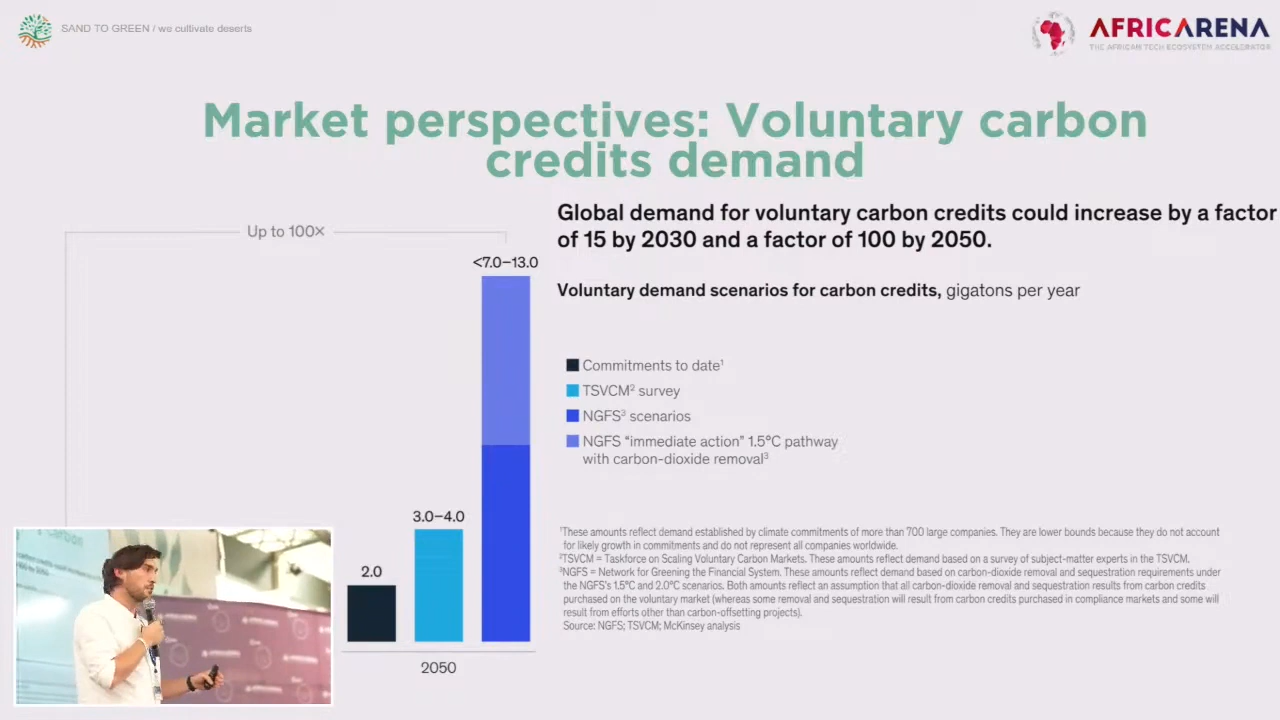 SAND TO GREEN / we cultivate deserts
AFRICARENA
THE AFRICAN TECH ECOSYSTEM ACCELERATOR
Market perspectives: Voluntary carbon
credits demand
Global demand for voluntary carbon credits could increase by a factor
of 15 by 2030 and a factor of 100 by 2050.
Voluntary demand scenarios for carbon credits, gigatons per year
Up to 100×
<7.0–13.0
3.0–4.0
2.0
2050
Commitments to date¹
TSVCM² survey
NGFS³ scenarios
NGFS “immediate action” 1.5°C pathway
with carbon-dioxide removal³
¹These amounts reflect demand established by climate commitments of more than 700 large companies. They are lower bounds because they do not account
for likely growth in commitments and do not represent all companies worldwide.
²TSVCM = Taskforce on Scaling Voluntary Carbon Markets. These amounts reflect demand based on a survey of subject-matter experts in the TSVCM.
³NGFS = Network for Greening the Financial System. These amounts reflect demand based on carbon-dioxide removal and sequestration requirements under
the NGFS’s 1.5°C and 2.0°C scenarios. Both amounts reflect an assumption that all carbon-dioxide removal and sequestration results from carbon credits
purchased on the voluntary market (whereas some removal and sequestration will result from carbon credits purchased in compliance markets and some will
result from efforts other than carbon-offsetting projects).
Source: NGFS; TSVCM; McKinsey analysis